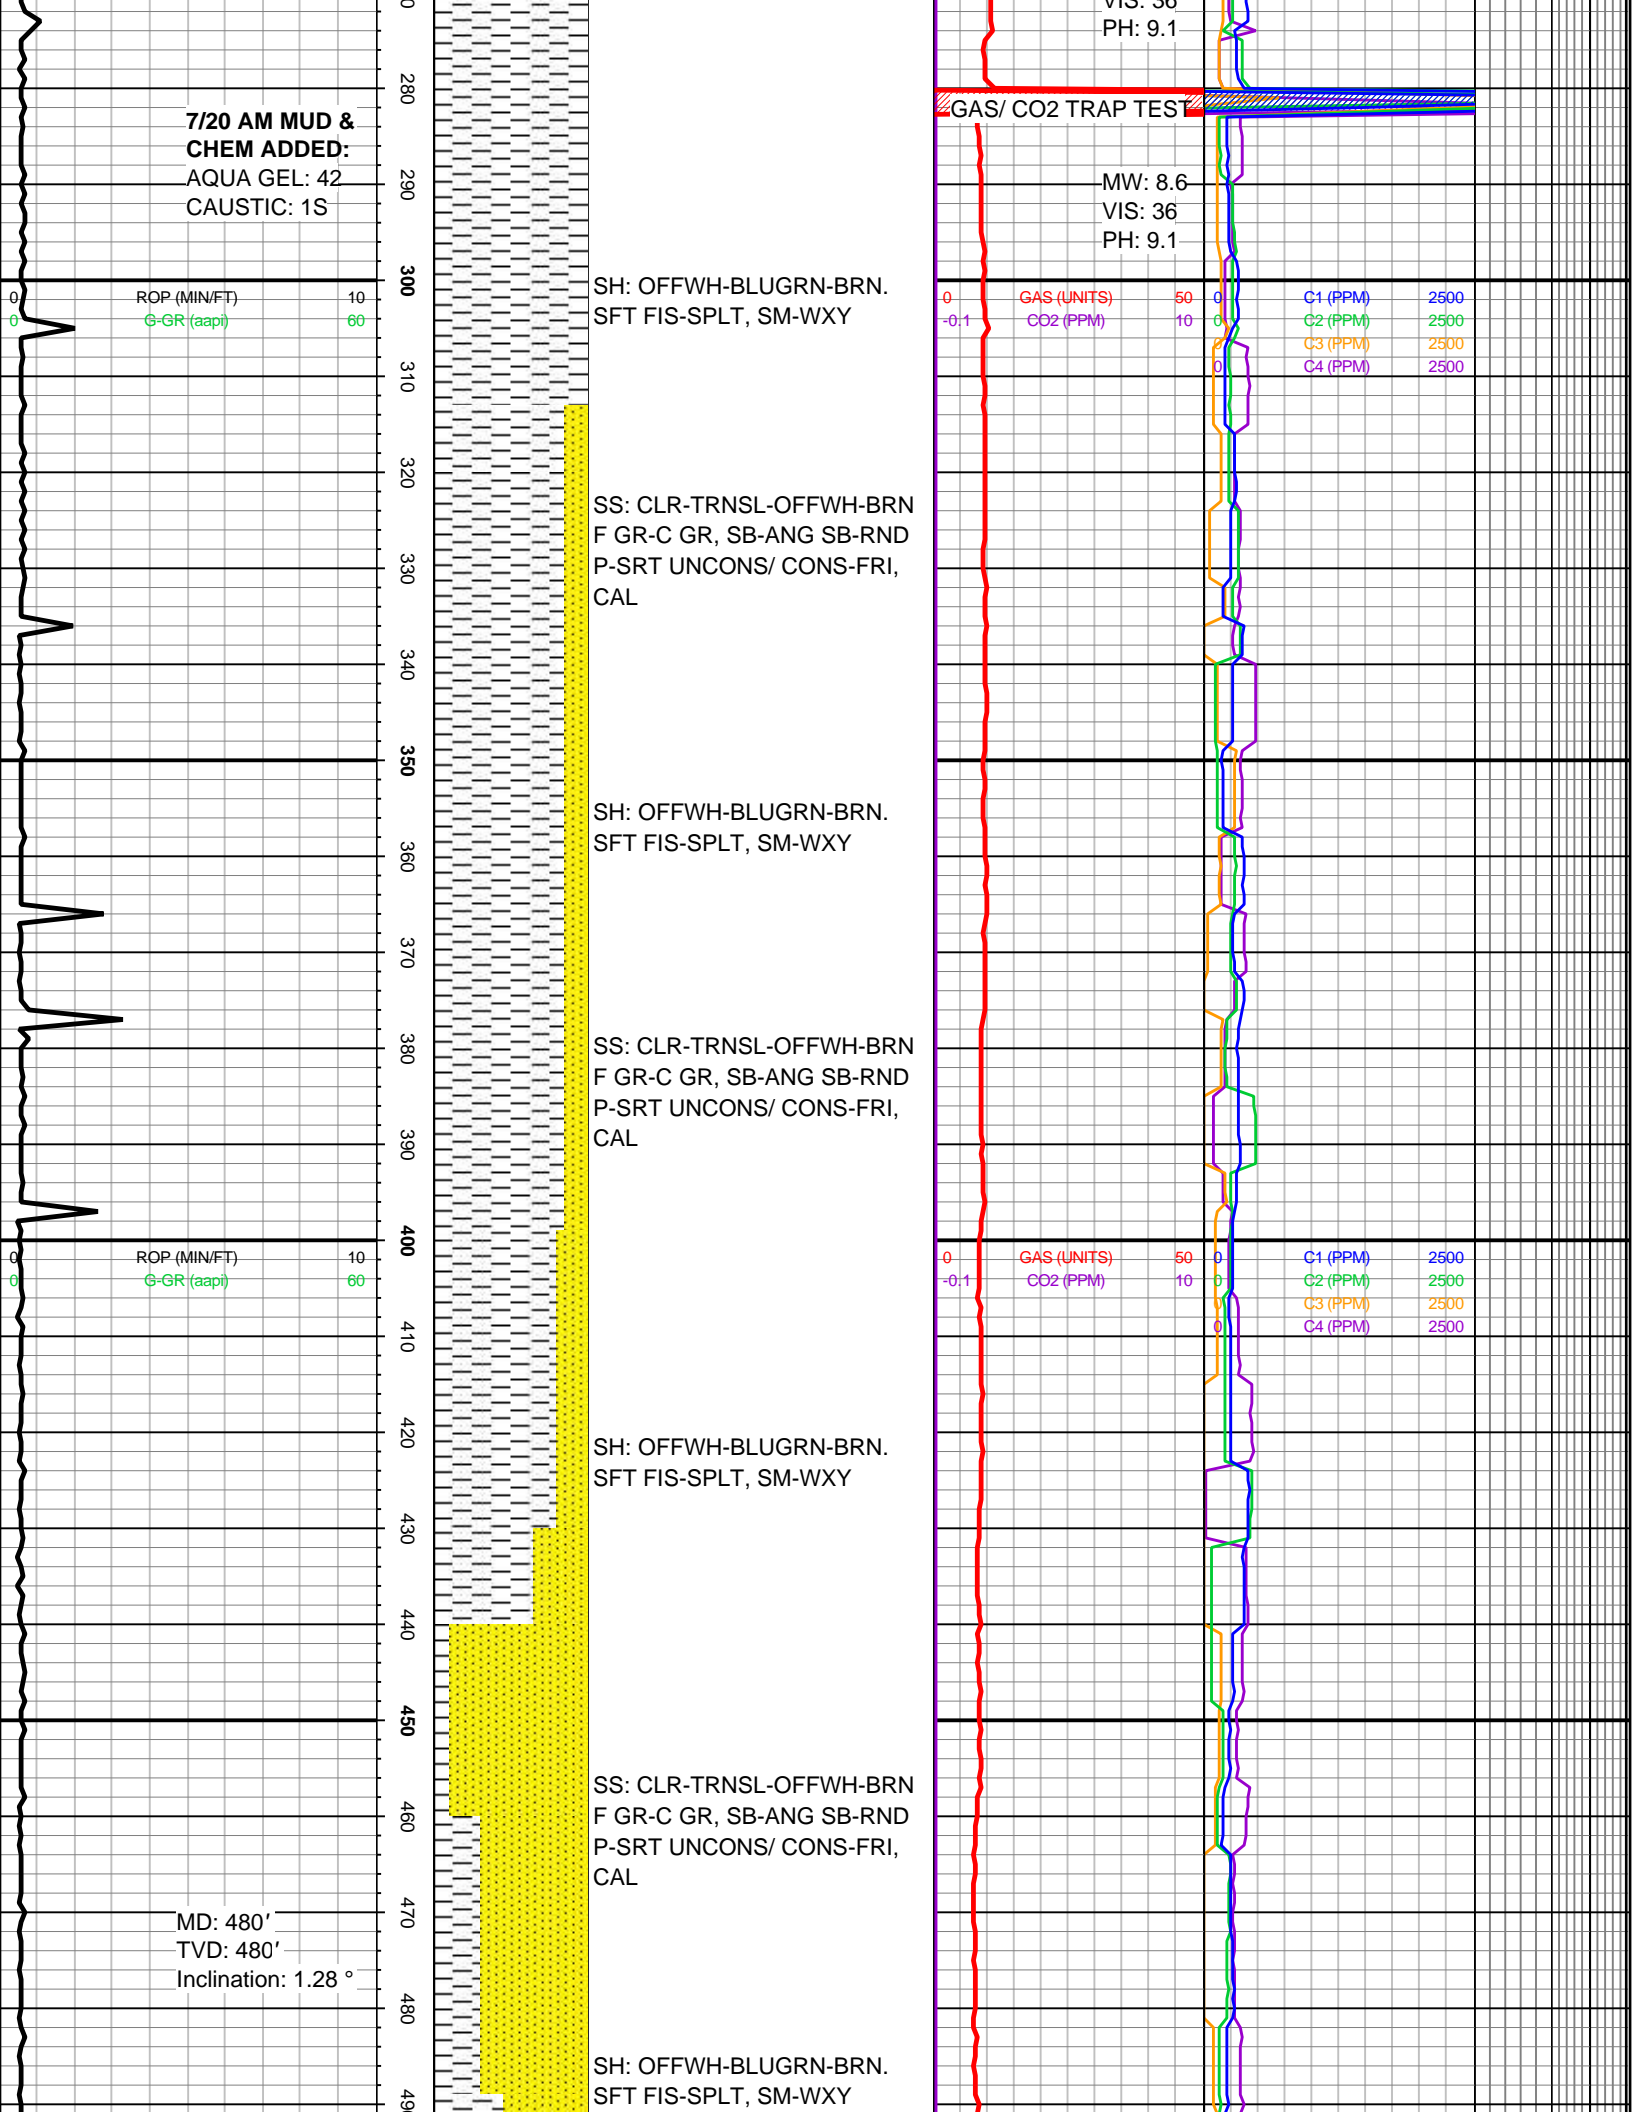 VIS: 36
PH: 9.1
280
GAS/ CO2 TRAP TEST
7/20 AM MUD &
CHEM ADDED:
AQUA GEL: 42
CAUSTIC: 1S
290
MW: 8.6
VIS: 36
PH: 9.1
300
SH: OFFWH-BLUGRN-BRN.
SFT FIS-SPLT, SM-WXY
0 ROP (MIN/FT) 10
0 G-GR (aapi) 60
0 GAS (UNITS) 50
-0.1 CO2 (PPM) 10
0 C1 (PPM) 2500
0 C2 (PPM) 2500
0 C3 (PPM) 2500
0 C4 (PPM) 2500
310
320
SS: CLR-TRNSL-OFFWH-BRN
F GR-C GR, SB-ANG SB-RND
P-SRT UNCONS/ CONS-FRI,
CAL
330
340
350
SH: OFFWH-BLUGRN-BRN.
SFT FIS-SPLT, SM-WXY
360
370
380
SS: CLR-TRNSL-OFFWH-BRN
F GR-C GR, SB-ANG SB-RND
P-SRT UNCONS/ CONS-FRI,
CAL
390
400
0 ROP (MIN/FT) 10
0 G-GR (aapi) 60
0 GAS (UNITS) 50
-0.1 CO2 (PPM) 10
0 C1 (PPM) 2500
0 C2 (PPM) 2500
0 C3 (PPM) 2500
0 C4 (PPM) 2500
410
420
SH: OFFWH-BLUGRN-BRN.
SFT FIS-SPLT, SM-WXY
430
440
450
SS: CLR-TRNSL-OFFWH-BRN
F GR-C GR, SB-ANG SB-RND
P-SRT UNCONS/ CONS-FRI,
CAL
460
470
MD: 480'
TVD: 480'
Inclination: 1.28 °
480
SH: OFFWH-BLUGRN-BRN.
SFT FIS-SPLT, SM-WXY